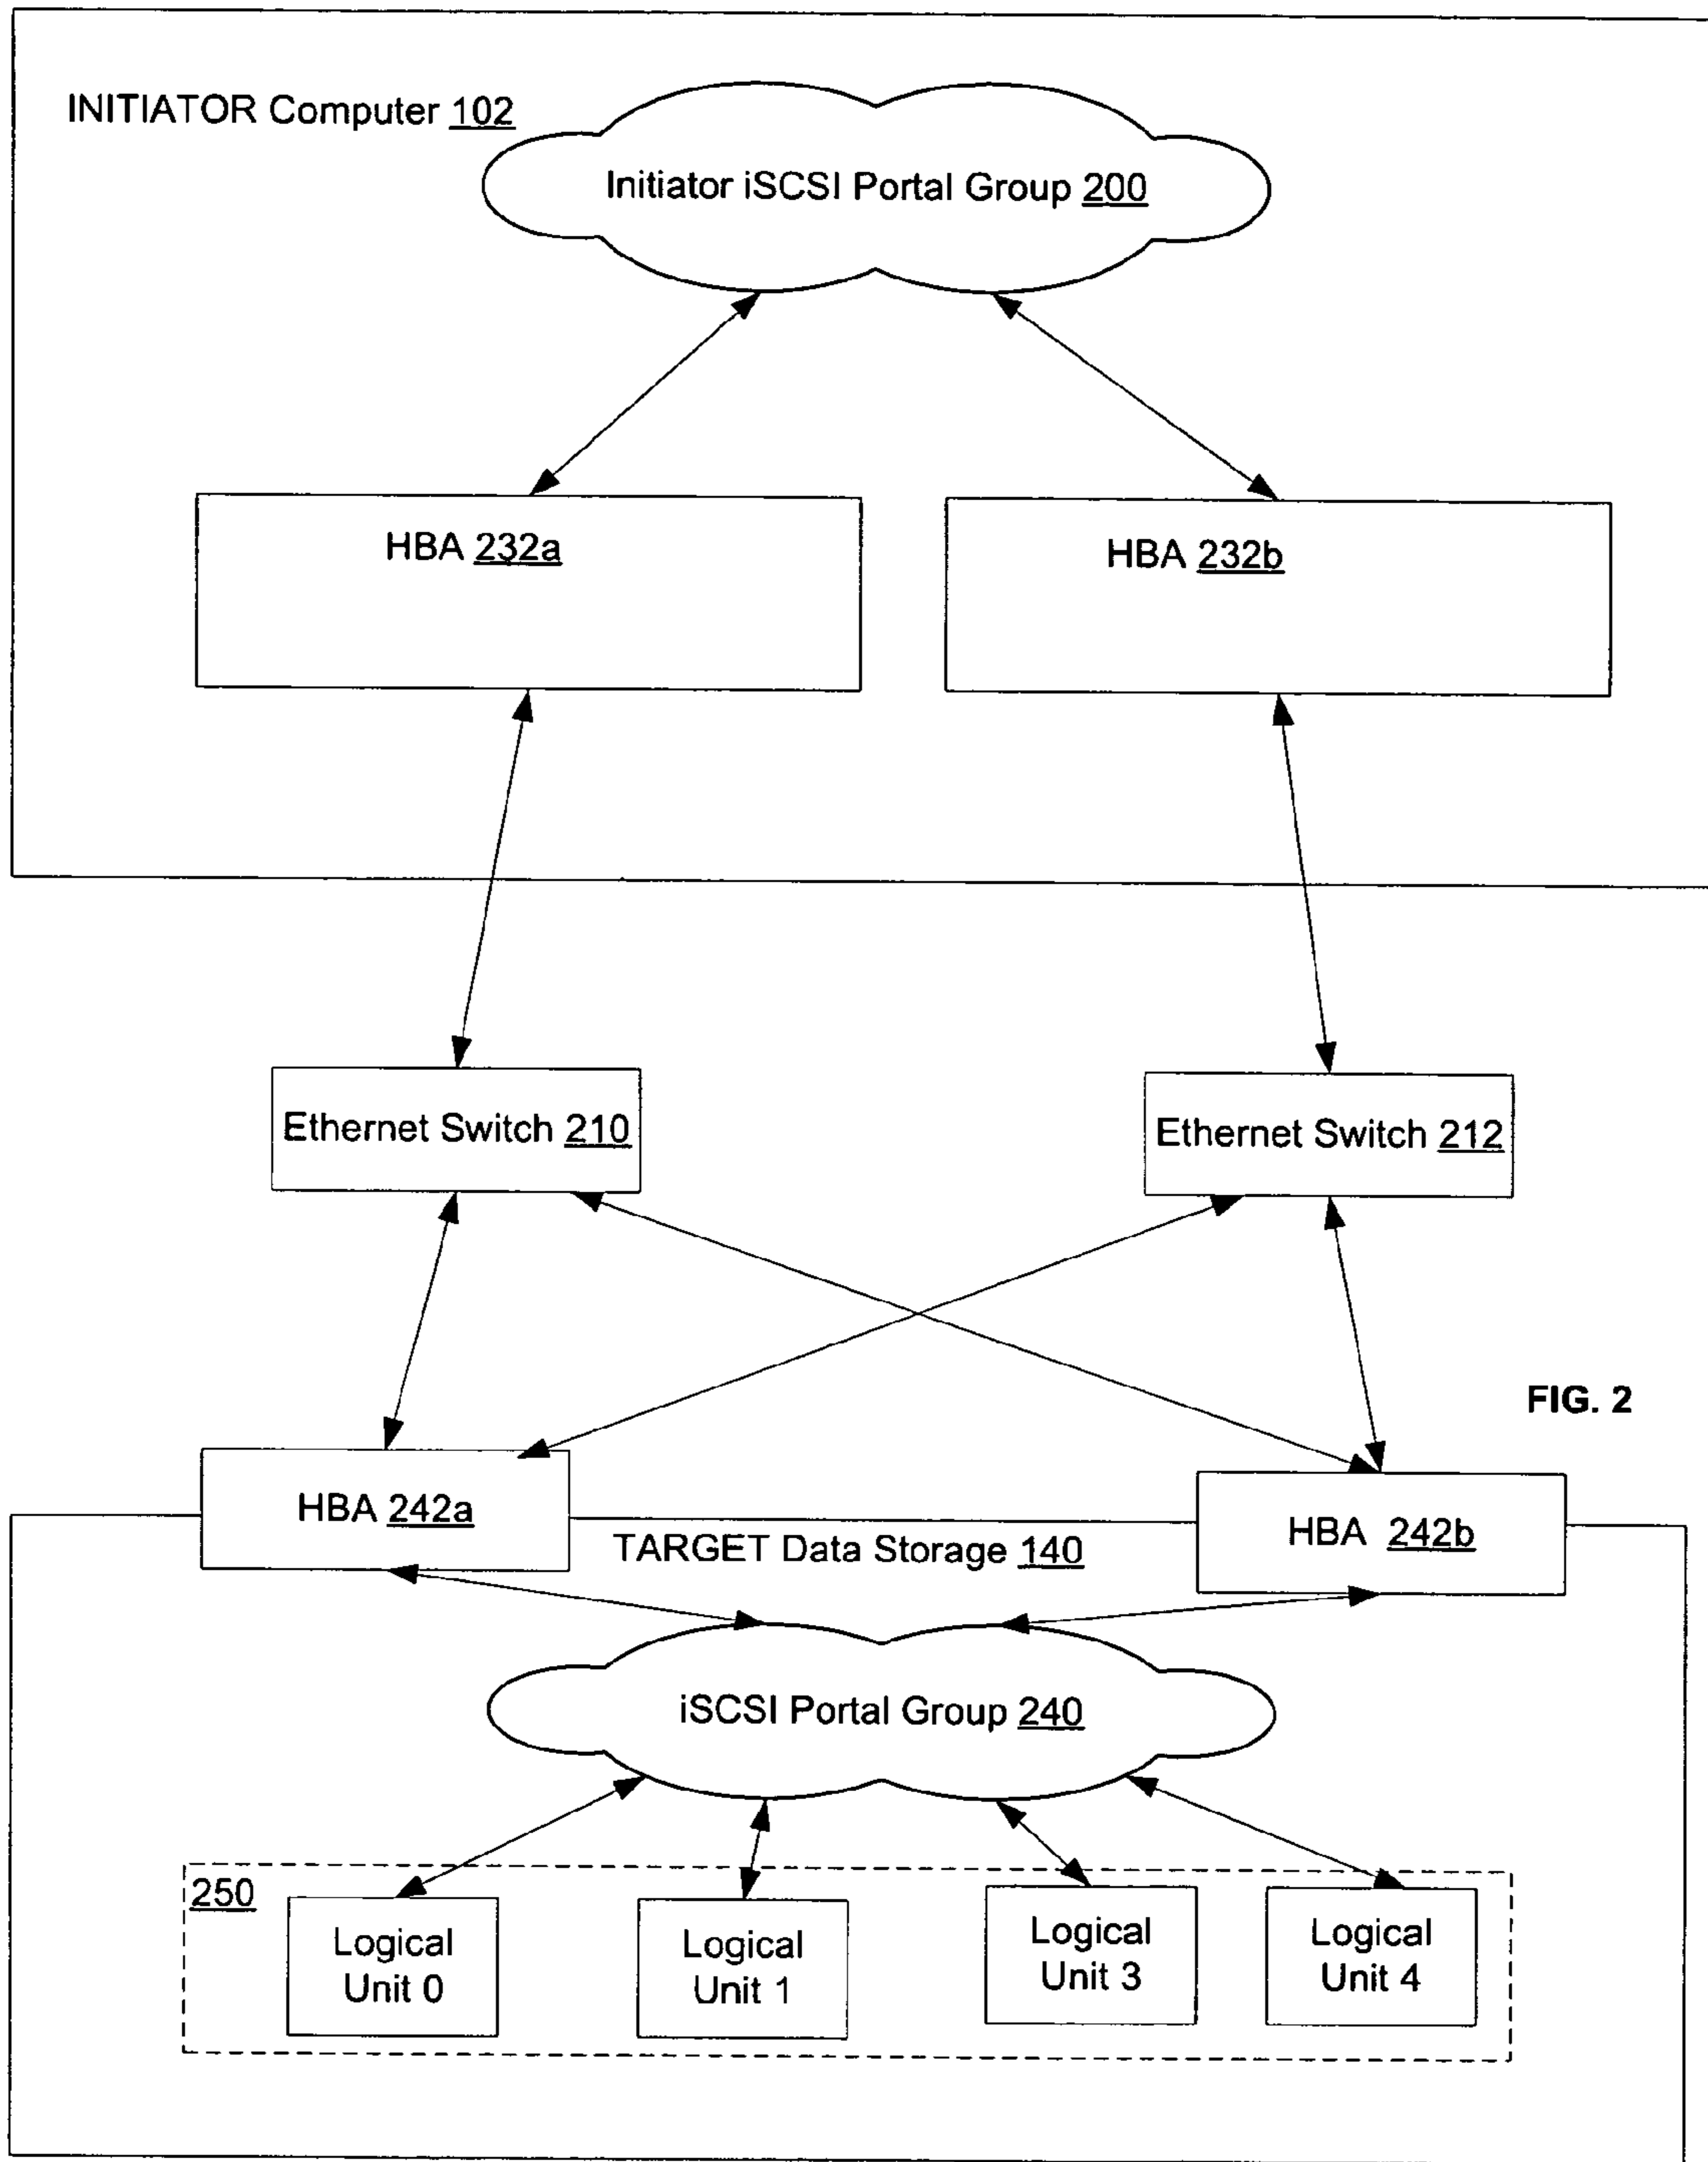 INITIATOR Computer 102
Initiator iSCSI Portal Group 200
HBA 232a
HBA 232b
Ethernet Switch 210
Ethernet Switch 212
FIG. 2
HBA 242a
TARGET Data Storage 140
HBA 242b
iSCSI Portal Group 240
250
Logical
Unit 0
Logical
Unit 1
Logical
Unit 3
Logical
Unit 4